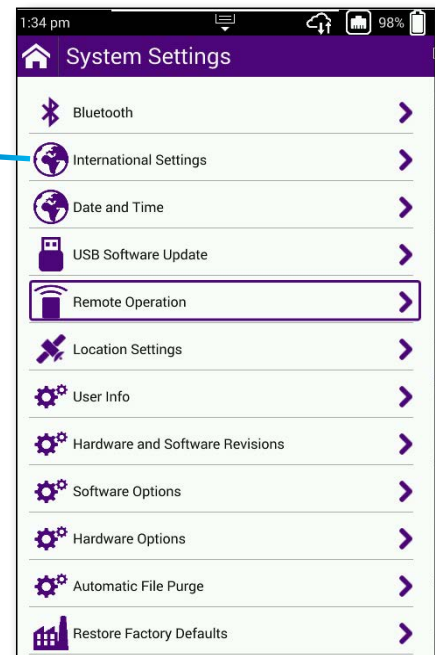 1:34 pm 98%
System Settings
Bluetooth
International Settings
Date and Time
USB Software Update
Remote Operation
Location Settings
User Info
Hardware and Software Revisions
Software Options
Hardware Options
Automatic File Purge
Restore Factory Defaults